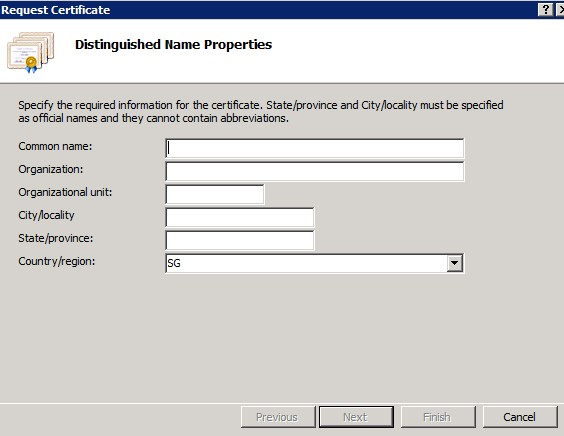 Request Certificate
Distinguished Name Properties
Specify the required information for the certificate. State/province and City/locality must be specified
as official names and they cannot contain abbreviations.
Common name:
Organization:
Organizational unit:
City/locality
State/province:
Country/region:
SG
Previous
Next
Finish
Cancel